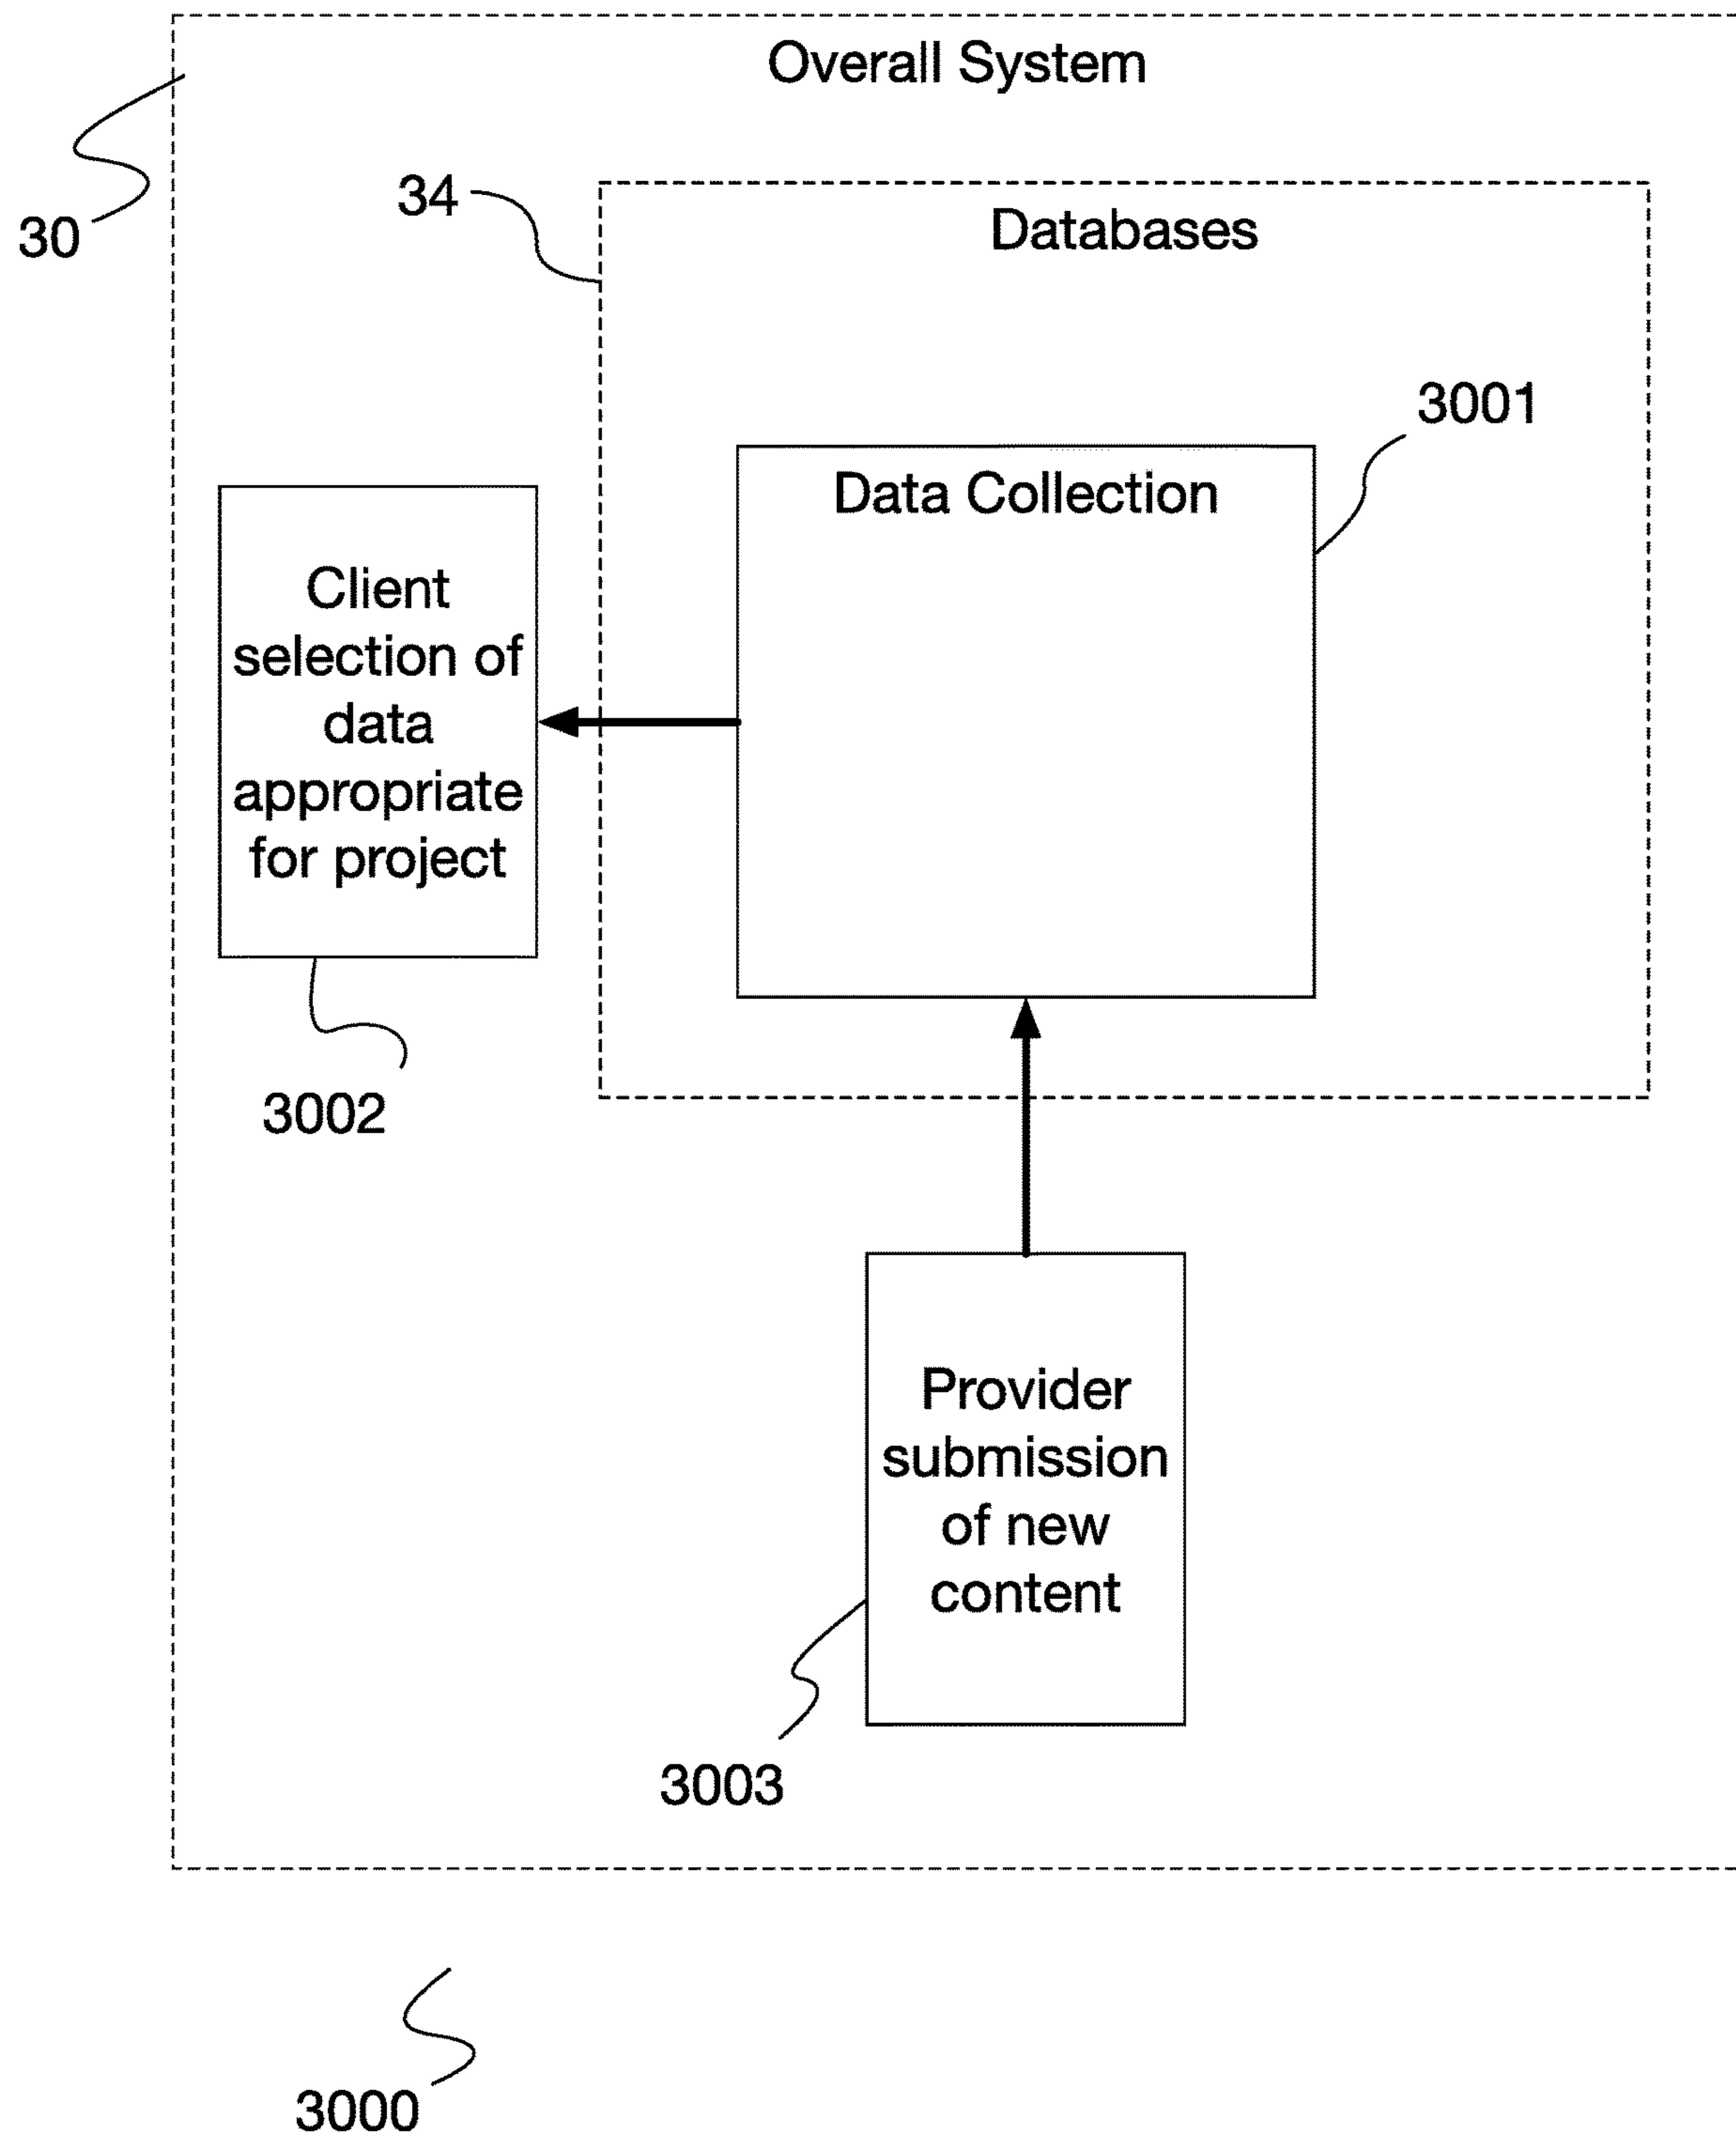 Overall System
30
34
Databases
3001
Data Collection
Client
selection of
data
appropriate
for project
3002
Provider
submission
of new
content
3003
3000